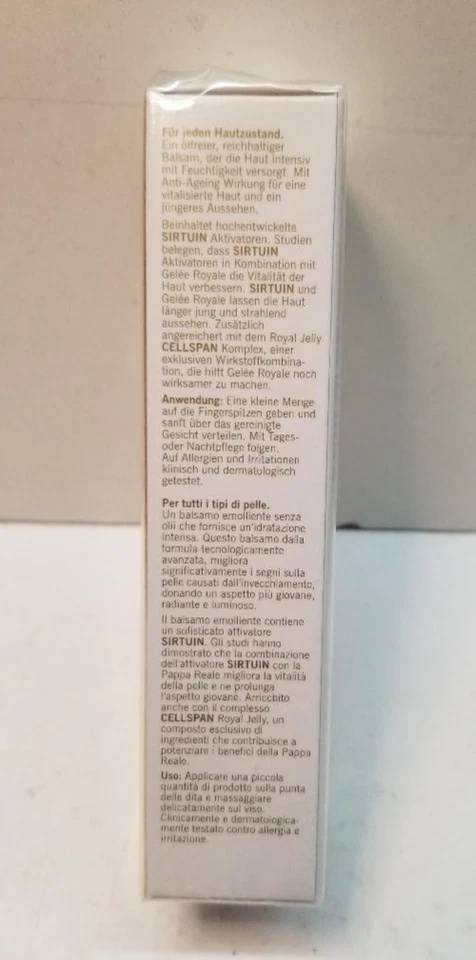 Für jeden Hautzustand.
Ein ölfreier, reichhaltiger
Balsam, der die Haut intensiv
mit Feuchtigkeit versorgt. Mit
Anti-Ageing Wirkung für eine
vitalisierte Haut und ein
jüngeres Aussehen.
Beinhaltet hochentwickelte
SIRTUIN Aktivatoren. Studien
belegen, dass SIRTUIN
Aktivatoren in Kombination mit
Gelée Royale die Vitalität der
Haut verbessern. SIRTUIN und
Gelée Royale lassen die Haut
länger jung und strahlend
aussehen. Zusätzlich
angereichert mit dem Royal Jelly
CELLSPAN Komplex, einer
exklusiven Wirkstoffkombina-
tion, die hilft Gelée Royale noch
wirksamer zu machen.
Anwendung: Eine kleine Menge
auf die Fingerspitzen geben und
sanft über das gereinigte
Gesicht verteilen. Mit Tages-
oder Nachtpflege folgen.
Auf Allergien und Irritationen
klinisch und dermatologisch
getestet.
Per tutti i tipi di pelle.
Un balsamo emolliente senza
olii che fornisce un'idratazione
intensa. Questo balsamo dalla
formula tecnologicamente
avanzata, migliora
significativamente i segni sulla
pelle causati dall'invecchiamento,
donando un aspetto più giovane,
radiante e luminoso.
Il balsamo emolliente contiene
un sofisticato attivatore
SIRTUIN. Gli studi hanno
dimostrato che la combinazione
dell'attivatore SIRTUIN con la
Pappa Reale migliora la vitalità
della pelle e ne prolunga
l'aspetto giovane. Arricchito
anche con il complesso
CELLSPAN Royal Jelly, un
composto esclusivo di
ingredienti che contribuisce a
potenziare i benefici della Pappa
Reale.
Uso: Applicare una piccola
quantità di prodotto sulla punta
delle dita e massaggiare
delicatamente sul viso.
Clinicamente e dermatologica-
mente testato contro allergia e
irritazione.